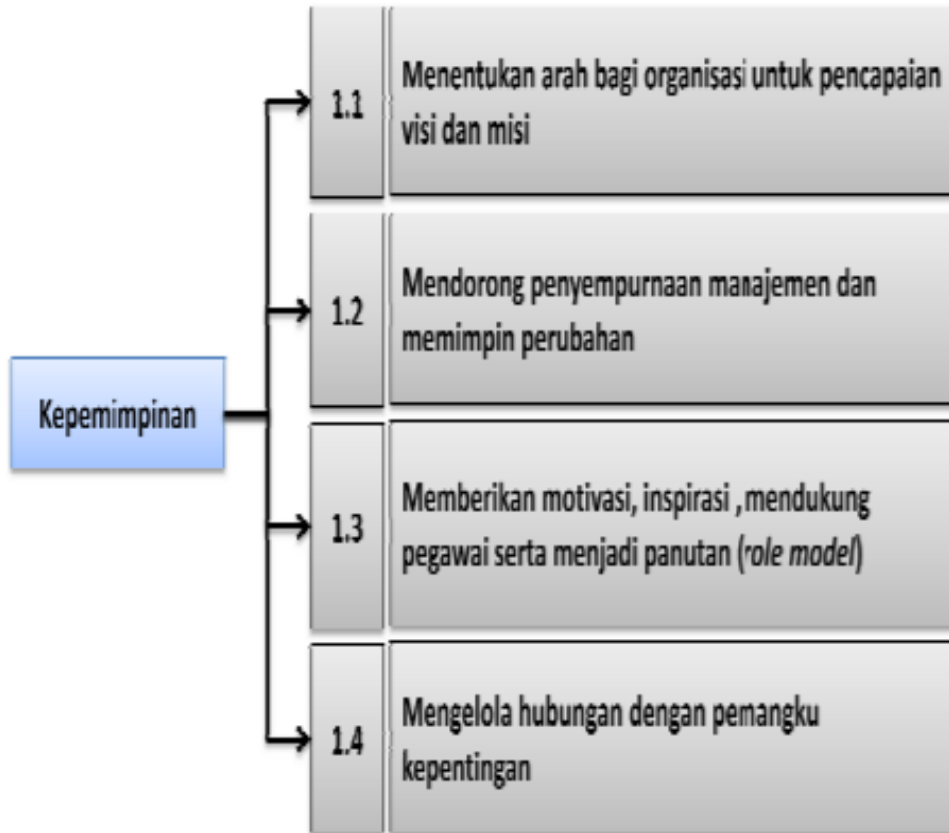 Kepemimpinan
1.1
Menentukan arah bagi organisasi untuk pencapaian
visi dan misi
1.2
Mendorong penyempurnaan manajemen dan
memimpin perubahan
1.3
Memberikan motivasi, inspirasi ,mendukung
pegawai serta menjadi panutan (role model)
1.4
Mengelola hubungan dengan pemangku
kepentingan